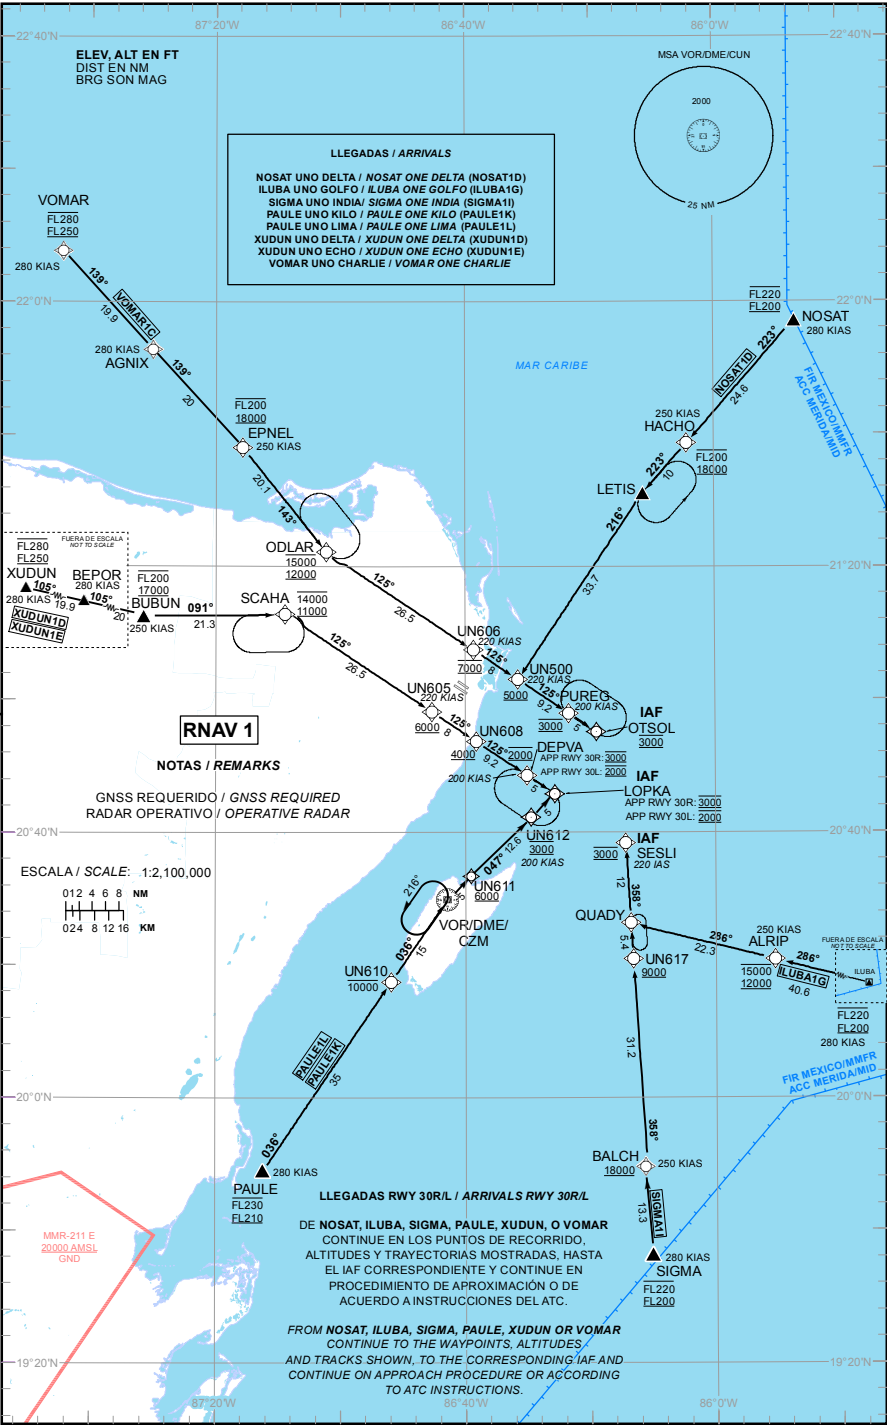 87°20'W
86°40'W
86°0'W
22°40'N
22°40'N
ELEV, ALT EN FT
DIST EN NM
BRG SON MAG
MSA VOR/DME/CUN
2000
25 NM
LLEGADAS / ARRIVALS
NOSAT UNO DELTA / NOSAT ONE DELTA (NOSAT1D)
ILUBA UNO GOLFO / ILUBA ONE GOLFO (ILUBA1G)
SIGMA UNO INDIA/ SIGMA ONE INDIA (SIGMA1I)
PAULE UNO KILO / PAULE ONE KILO (PAULE1K)
PAULE UNO LIMA / PAULE ONE LIMA (PAULE1L)
XUDUN UNO DELTA / XUDUN ONE DELTA (XUDUN1D)
XUDUN UNO ECHO / XUDUN ONE ECHO (XUDUN1E)
VOMAR UNO CHARLIE / VOMAR ONE CHARLIE
VOMAR
FL280
FL250
280 KIAS
139°
19.9
VOMAR1C
22°0'N
22°0'N
FL220
FL200
NOSAT
280 KIAS
223°
NOSAT1D
24.6
FIR MEXICO/MMFR
ACC MERIDA/MID
280 KIAS
AGNIX
139°
20
MAR CARIBE
FL200
18000
EPNEL
250 KIAS
20.1
143°
250 KIAS
HACHO
FL200
18000
223°
10
LETIS
216°
33.7
FUERA DE ESCALA
NOT TO SCALE
FL280
FL250
XUDUN
280 KIAS
105°
19.9
XUDUN1D
XUDUN1E
BEPOR
280 KIAS
105°
20
FL200
17000
BUBUN
250 KIAS
091°
21.3
ODLAR
15000
12000
125°
26.5
21°20'N
SCAHA
14000
11000
125°
26.5
UN606
220 KIAS
7000
125°
8
UN500
220 KIAS
5000
125°
9.2
PUREG
200 KIAS
3000
5
IAF
OTSOL
3000
UN605
220 KIAS
6000
125°
8
UN608
4000
125°
9.2
2000
DEPVA
APP RWY 30R: 3000
APP RWY 30L: 2000
200 KIAS
5
IAF
LOPKA
APP RWY 30R: 3000
APP RWY 30L: 2000
5
RNAV 1
NOTAS / REMARKS
GNSS REQUERIDO / GNSS REQUIRED
RADAR OPERATIVO / OPERATIVE RADAR
20°40'N
20°40'N
UN612
3000
200 KIAS
047°
12.6
IAF
3000
SESLI
220 IAS
12
358°
ESCALA / SCALE: 1:2,100,000
0 1 2 4 6 8 NM
0 2 4 8 12 16 KM
UN611
6000
5
216°
VOR/DME/
CZM
036°
15
QUADY
286°
22.3
250 KIAS
ALRIP
15000
12000
286°
ILUBA1G
40.6
FUERA DE ESCALA
NOT TO SCALE
ILUBA
FL220
FL200
280 KIAS
5.4
UN617
9000
UN610
10000
31.2
PAULE1L
PAULE1K
35
FIR MEXICO/MMFR
ACC MERIDA/MID
20°0'N
20°0'N
036°
280 KIAS
PAULE
FL230
FL210
358°
BALCH
18000
250 KIAS
SIGMA1I
13.3
280 KIAS
SIGMA
FL220
FL200
MMR-211 E
20000 AMSL
GND
LLEGADAS RWY 30R/L / ARRIVALS RWY 30R/L
DE NOSAT, ILUBA, SIGMA, PAULE, XUDUN, O VOMAR
CONTINUE EN LOS PUNTOS DE RECORRIDO,
ALTITUDES Y TRAYECTORIAS MOSTRADAS, HASTA
EL IAF CORRESPONDIENTE Y CONTINUE EN
PROCEDIMIENTO DE APROXIMACIÓN O DE
ACUERDO A INSTRUCCIONES DEL ATC.
FROM NOSAT, ILUBA, SIGMA, PAULE, XUDUN OR VOMAR
CONTINUE TO THE WAYPOINTS, ALTITUDES
AND TRACKS SHOWN, TO THE CORRESPONDING IAF AND
CONTINUE ON APPROACH PROCEDURE OR ACCORDING
TO ATC INSTRUCTIONS.
19°20'N
19°20'N
87°20'W
86°40'W
86°0'W